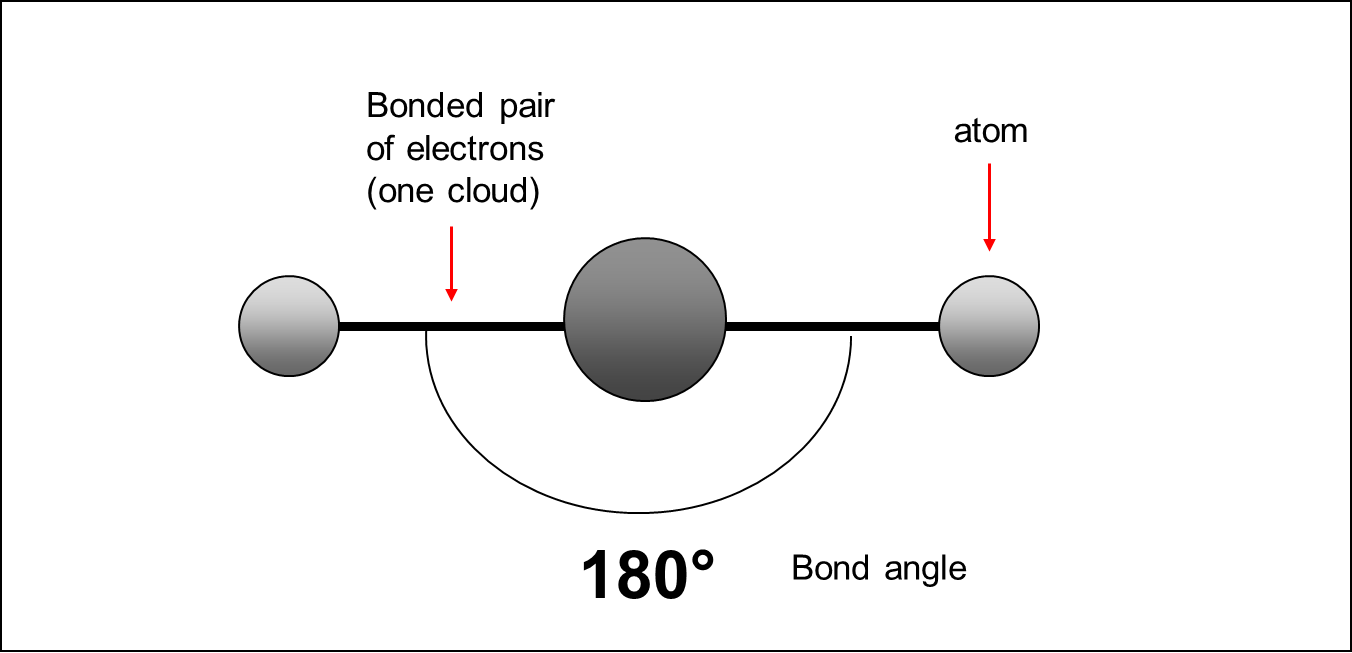 Bonded pair
of electrons
(one cloud)
atom
180°
Bond angle